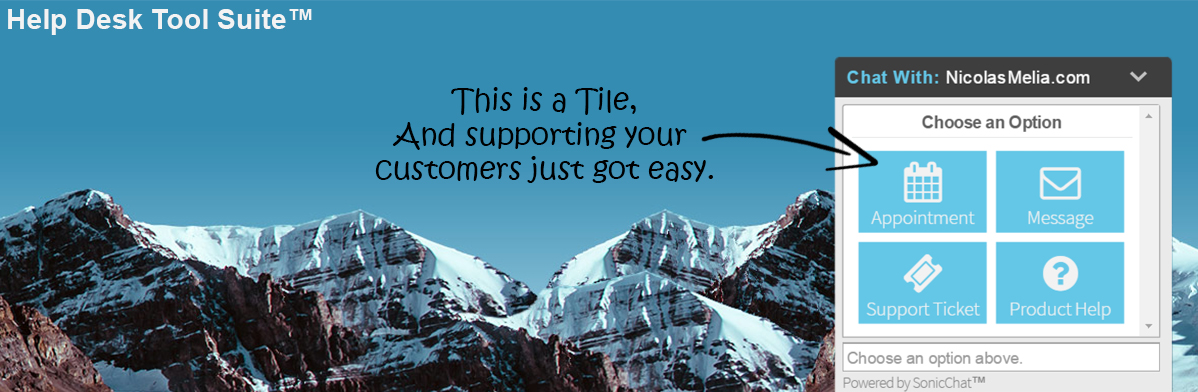 Help Desk Tool Suite™
This is a Tile,
And supporting your
customers just got easy.
Chat With: NicolasMelia.com
Choose an Option
Appointment
Message
Support Ticket
Product Help
Choose an option above.
Powered by SonicChat™